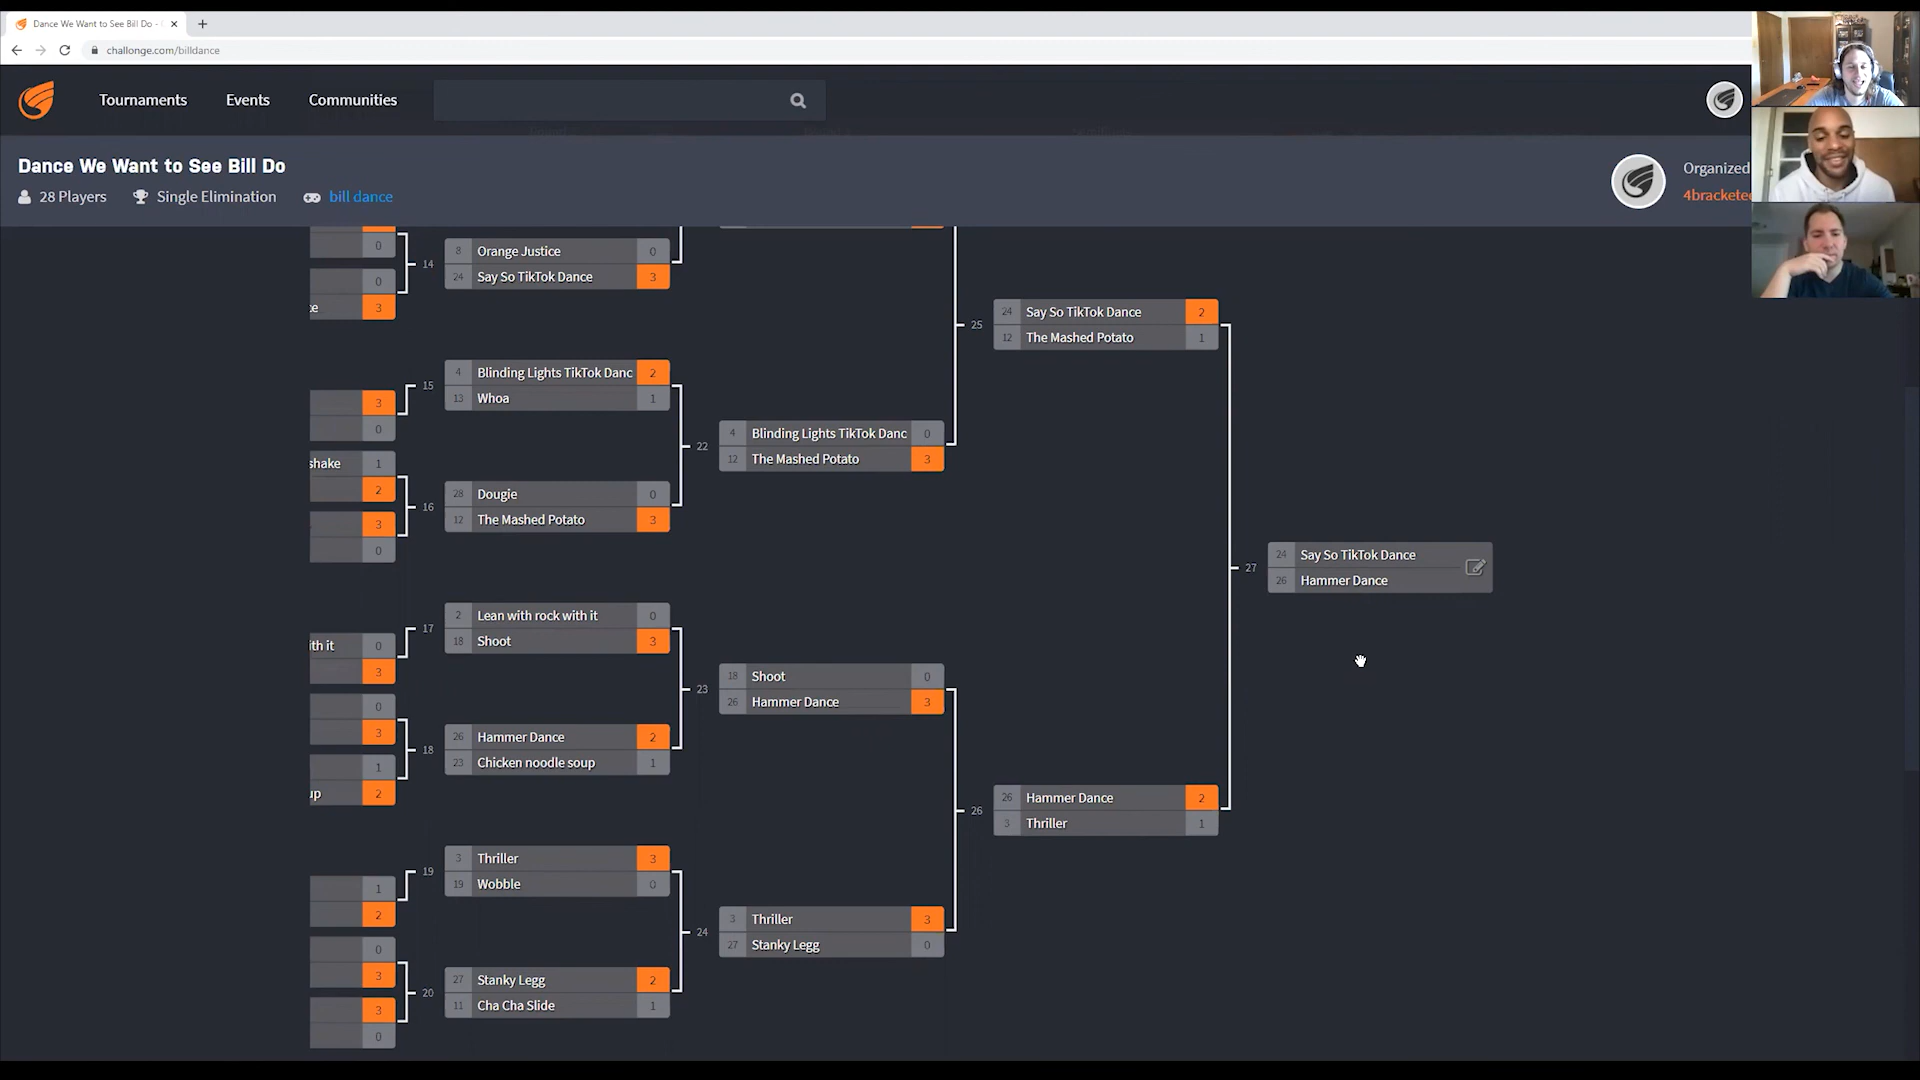 Dance We Want to See Bill Do -
challonge.com/billdance
Tournaments Events Communities
Dance We Want to See Bill Do
28 Players Single Elimination bill dance
Organized
4brackete
0
14
0
ce 3
8 Orange Justice 0
24 Say So TikTok Dance 3
3
0
15
shake 1
2
16
3
0
4 Blinding Lights TikTok Danc 2
13 Whoa 1
22
28 Dougie 0
12 The Mashed Potato 3
4 Blinding Lights TikTok Danc 0
12 The Mashed Potato 3
25
24 Say So TikTok Dance 2
12 The Mashed Potato 1
27
24 Say So TikTok Dance
26 Hammer Dance
17
ith it 0
3
0
3
18
1
up 2
2 Lean with rock with it 0
18 Shoot 3
23
26 Hammer Dance 2
23 Chicken noodle soup 1
18 Shoot 0
26 Hammer Dance 3
26
26 Hammer Dance 2
3 Thriller 1
19
1
2
0
3
20
3
0
3 Thriller 3
19 Wobble 0
24
27 Stanky Legg 2
11 Cha Cha Slide 1
3 Thriller 3
27 Stanky Legg 0